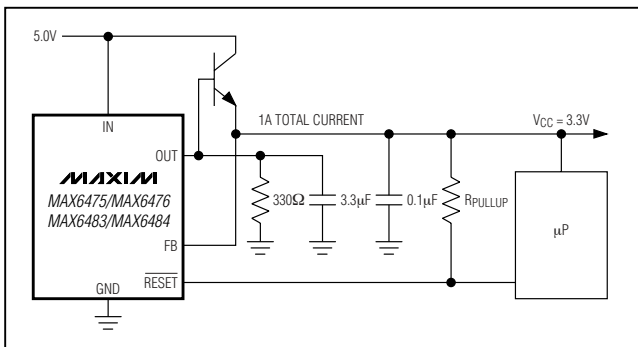 5.0V
IN
1A TOTAL CURRENT
VCC = 3.3V
OUT
MAXIM
MAX6475/MAX6476
MAX6483/MAX6484
330Ω
3.3µF
0.1µF
RPULLUP
µP
FB
GND
RESET